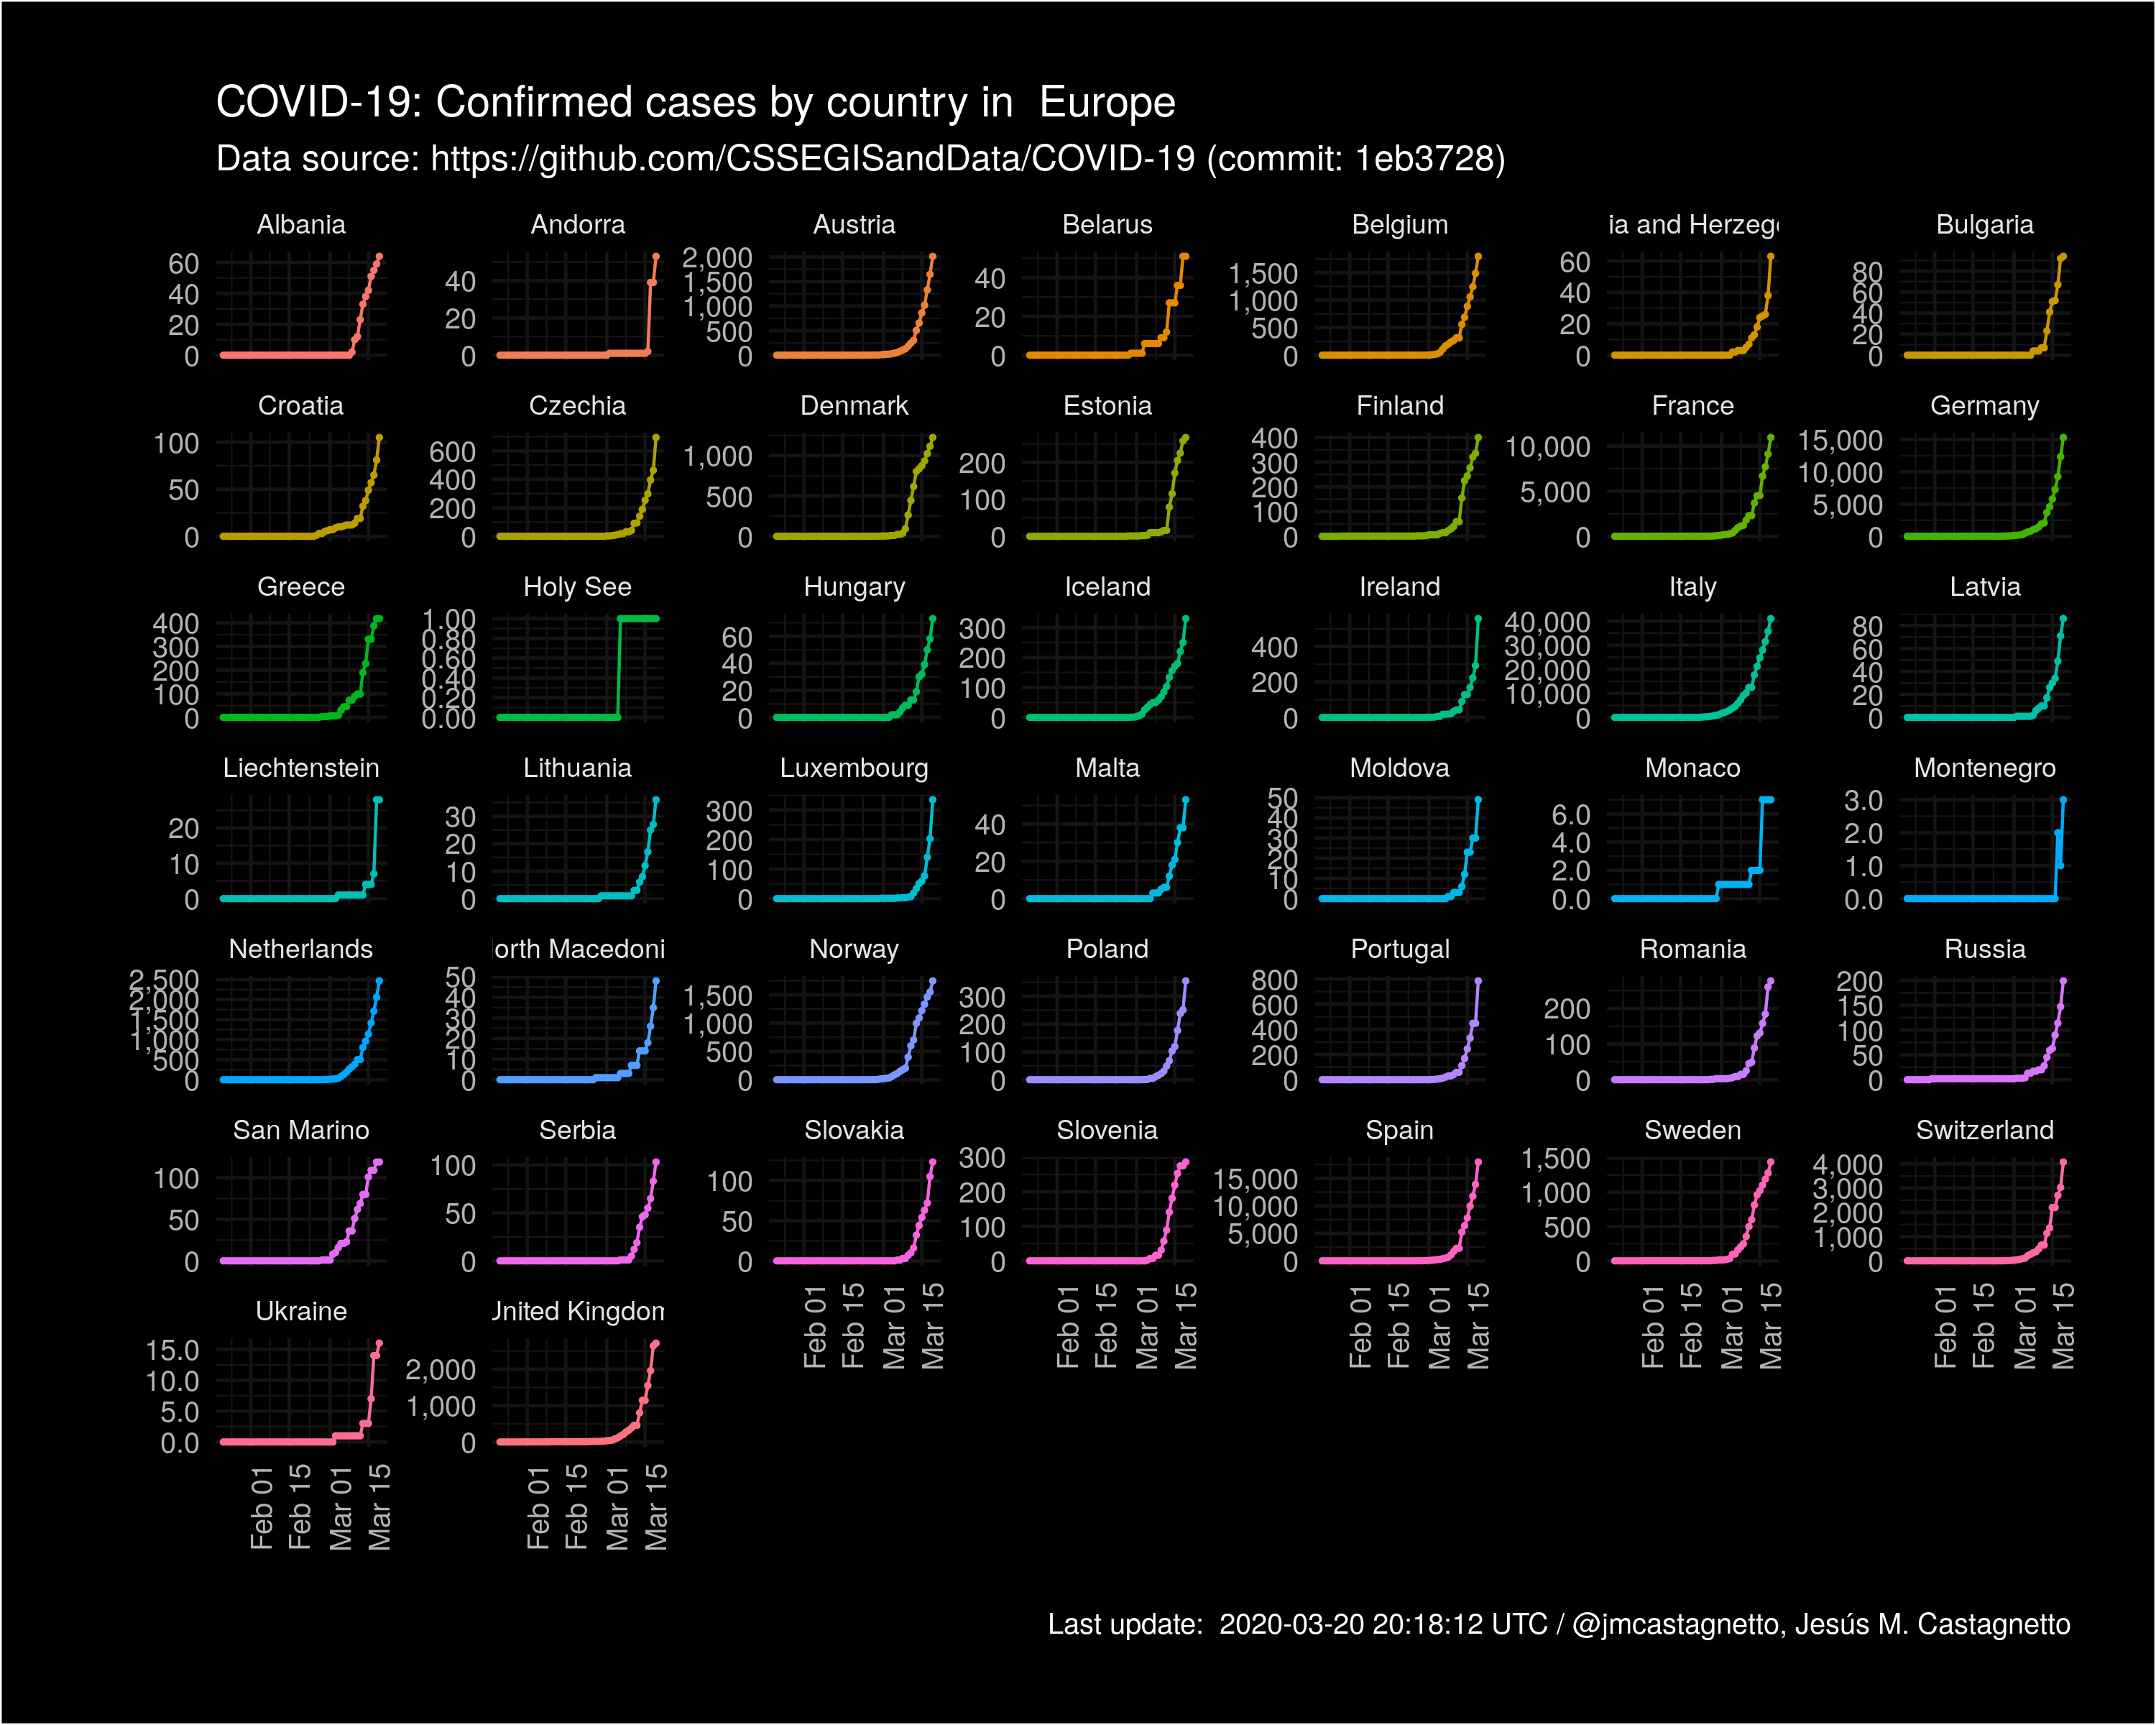 COVID-19: Confirmed cases by country in  Europe
Data source: https://github.com/CSSEGISandData/COVID-19 (commit: 1eb3728)
Albania Andorra Austria Belarus Belgium ia and Herzeg Bulgaria
60 40 20 0
40 20 0
2,000 1,500 1,000 500 0
40 20 0
1,500 1,000 500 0
60 40 20 0
80 60 40 20 0
Croatia Czechia Denmark Estonia Finland France Germany
100 50 0
600 400 200 0
1,000 500 0
200 100 0
400 300 200 100 0
10,000 5,000 0
15,000 10,000 5,000 0
Greece Holy See Hungary Iceland Ireland Italy Latvia
400 300 200 100 0
1.00 0.80 0.60 0.40 0.20 0.00
60 40 20 0
300 200 100 0
400 200 0
40,000 30,000 20,000 10,000 0
80 60 40 20 0
Liechtenstein Lithuania Luxembourg Malta Moldova Monaco Montenegro
20 10 0
30 20 10 0
300 200 100 0
40 20 0
50 40 30 20 10 0
6.0 4.0 2.0 0.0
3.0 2.0 1.0 0.0
Netherlands orth Macedoni Norway Poland Portugal Romania Russia
2,500 2,000 1,500 1,000 500 0
50 40 30 20 10 0
1,500 1,000 500 0
300 200 100 0
800 600 400 200 0
200 100 0
200 150 100 50 0
San Marino Serbia Slovakia Slovenia Spain Sweden Switzerland
100 50 0
100 50 0
100 50 0
300 200 100 0
15,000 10,000 5,000 0
1,500 1,000 500 0
4,000 3,000 2,000 1,000 0
Feb 01 Feb 15 Mar 01 Mar 15
Feb 01 Feb 15 Mar 01 Mar 15
Feb 01 Feb 15 Mar 01 Mar 15
Feb 01 Feb 15 Mar 01 Mar 15
Feb 01 Feb 15 Mar 01 Mar 15
Ukraine United Kingdom
15.0 10.0 5.0 0.0
2,000 1,000 0
Feb 01 Feb 15 Mar 01 Mar 15
Feb 01 Feb 15 Mar 01 Mar 15
Last update:  2020-03-20 20:18:12 UTC / @jmcastagnetto, Jesús M. Castagnetto